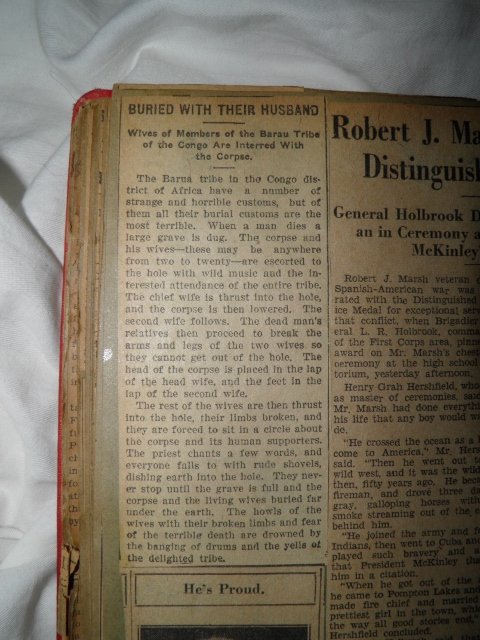 BURIED WITH THEIR HUSBAND
Wives of Members of the Barau Tribe
of the Congo Are Interred With
the Corpse.
The Barua tribe in the Congo dis-
trict of Africa have a number of
strange and horrible customs, but of
them all their burial customs are the
most terrible. When a man dies a
large grave is dug. The corpse and
his wives—these may be anywhere
from two to twenty—are escorted to
the hole with wild music and the in-
terested attendance of the entire tribe.
The chief wife is thrust into the hole,
and the corpse is then lowered. The
second wife follows. The dead man's
relatives then proceed to break the
arms and legs of the two wives so
they cannot get out of the hole. The
head of the corpse is placed in the lap
of the head wife, and the feet in the
lap of the second wife.
The rest of the wives are then thrust
into the hole, their limbs broken, and
they are forced to sit in a circle about
the corpse and its human supporters.
The priest chants a few words, and
everyone falls to with rude shovels,
dishing earth into the hole. They nev-
er stop until the grave is full and the
corpse and the living wives buried far
under the earth. The howls of the
wives with their broken limbs and fear
of the terrible death are drowned by
the banging of drums and the yells of
the delighted tribe.
He's Proud.
Robert J.
Distinguish
General Holbrook
an in Ceremony
McKinley
Robert J. Marsh veteran
Spanish-American war was
rated with the Distinguished
ice Medal for exceptional
that conflict, when Brigadier
eral L. R. Holbrook,
of the First Corps area,
award on Mr. Marsh's chest
ceremony at the high school
torium, yesterday afternoon.
Henry Grah Hershfield,
as master of ceremonies,
Mr. Marsh had done
his life that any boy would
de.
"He crossed the ocean as a
come to America," Mr.
said. "Then he went out
wild west, and it was the
then, fifty years ago. He
fireman, and drove three
gray, galloping horses with
smoke streaming out of the
behind him.
"He joined the army and
Indians, then went to Cuba
played such bravery
that President McKinley
him in a citation.
"When he got out of the
he came to Pompton Lakes and
made fire chief and married
prettiest girl in the town,
the way all good stories end,"
Hershfield concluded.